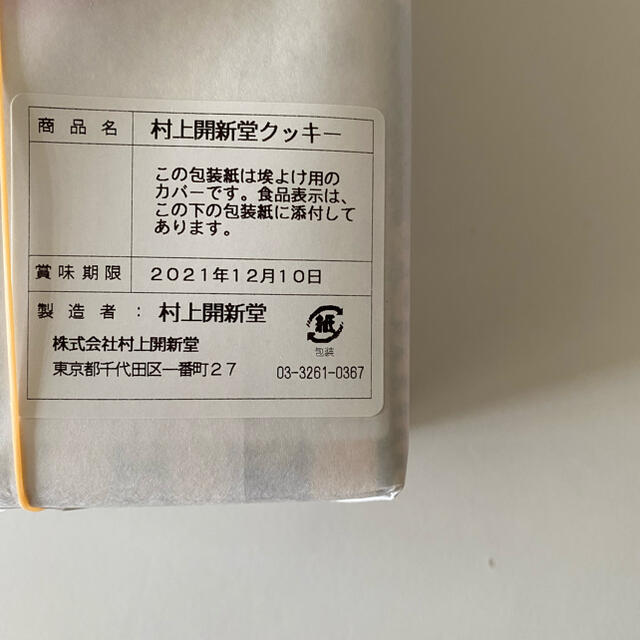 商品名 村上開新堂クッキー
この包装紙は埃よけ用の
カバーです。食品表示は、
この下の包装紙に添付して
あります。
賞味期限 2021年12月10日
製造者： 村上開新堂
株式会社村上開新堂
東京都千代田区一番町27
紙
包装
03-3261-0367